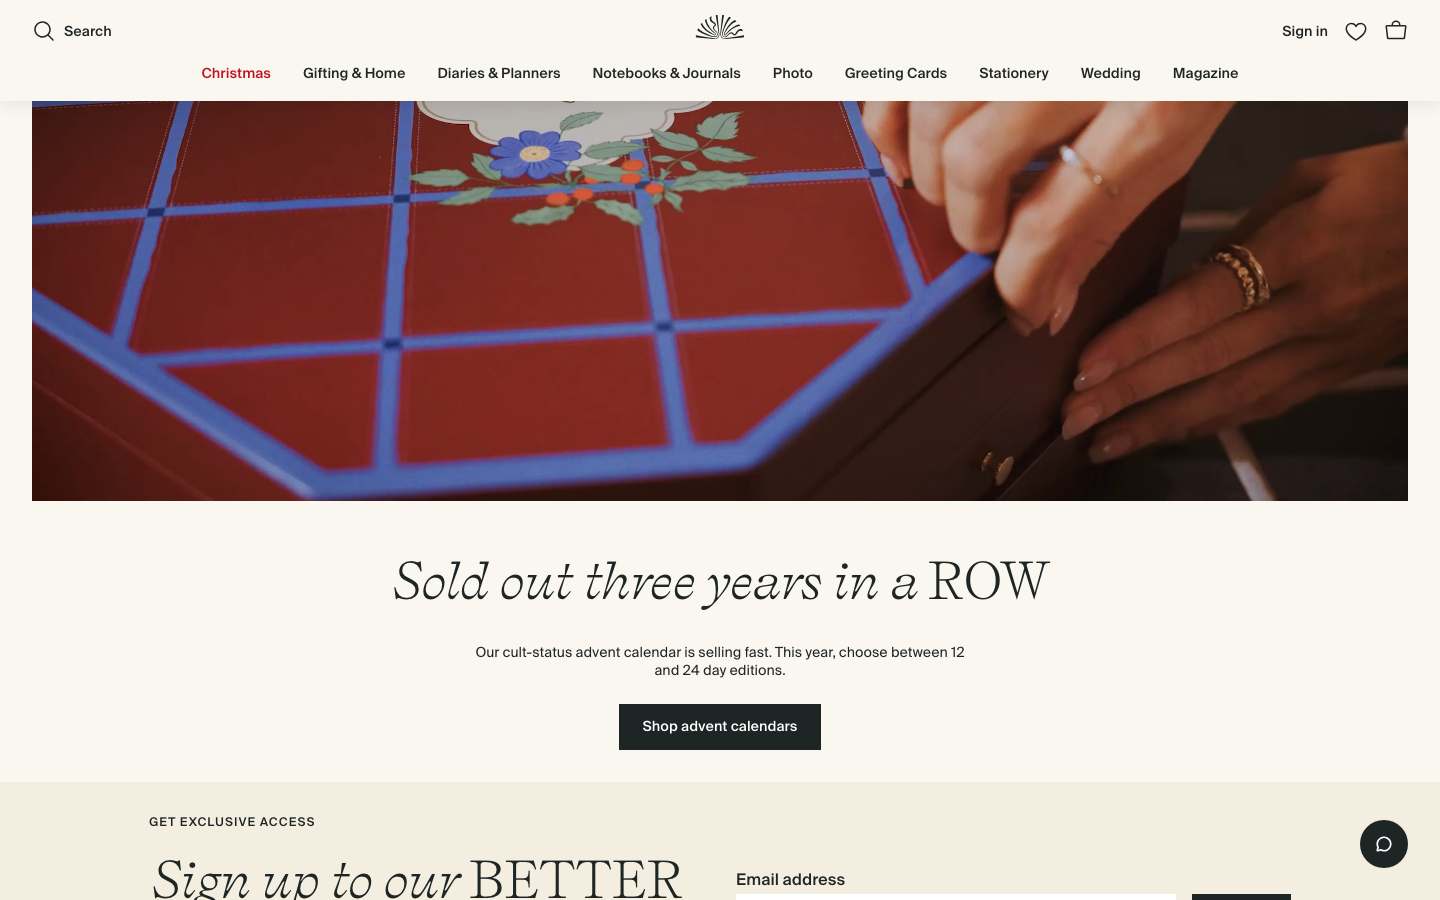 Search
Sign in
Christmas
Gifting & Home
Diaries & Planners
Notebooks & Journals
Photo
Greeting Cards
Stationery
Wedding
Magazine
Sold out three years in a ROW
Our cult-status advent calendar is selling fast. This year, choose between 12
and 24 day editions.
Shop advent calendars
GET EXCLUSIVE ACCESS
Sign up to our BETTER
Email address